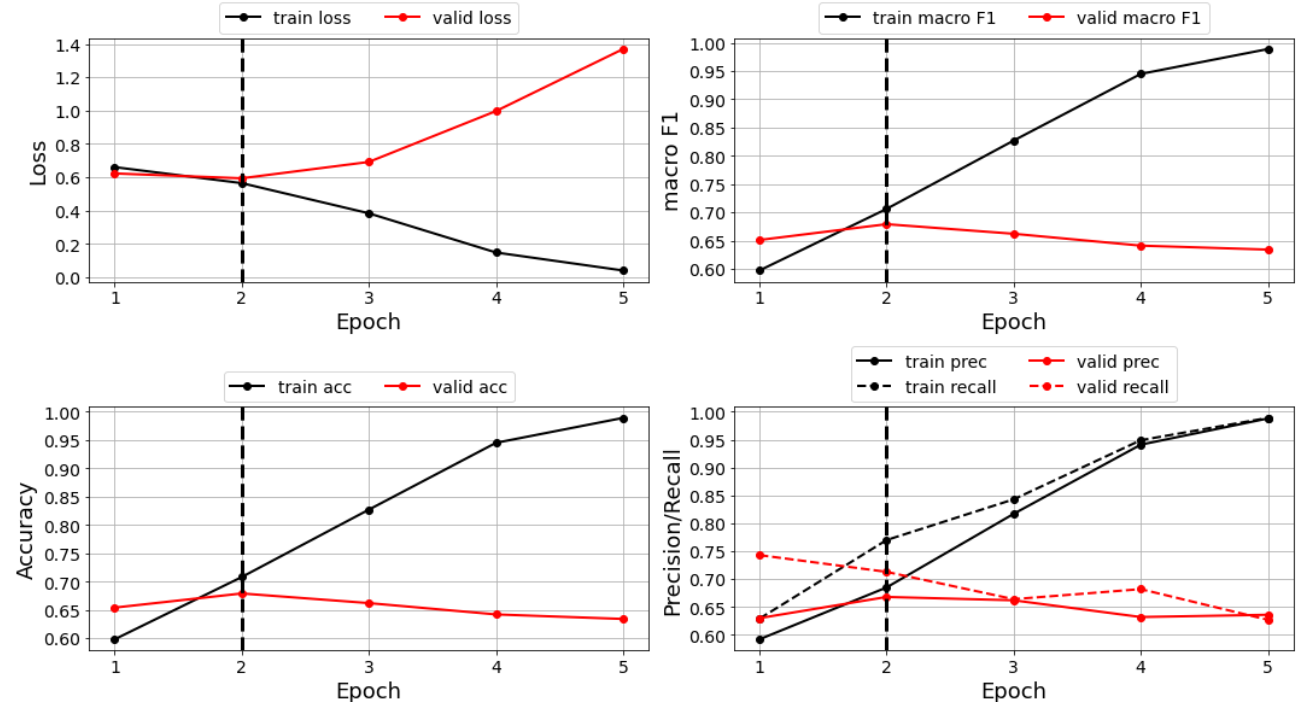 train loss valid loss
1.4
1.2
1.0
0.8
0.6
0.4
0.2
0.0
Loss
1 2 3 4 5
Epoch
train macro F1 valid macro F1
1.00
0.95
0.90
0.85
0.80
0.75
0.70
0.65
0.60
macro F1
1 2 3 4 5
Epoch
train acc valid acc
1.00
0.95
0.90
0.85
0.80
0.75
0.70
0.65
0.60
Accuracy
1 2 3 4 5
Epoch
train prec valid prec
train recall valid recall
1.00
0.95
0.90
0.85
0.80
0.75
0.70
0.65
0.60
Precision/Recall
1 2 3 4 5
Epoch